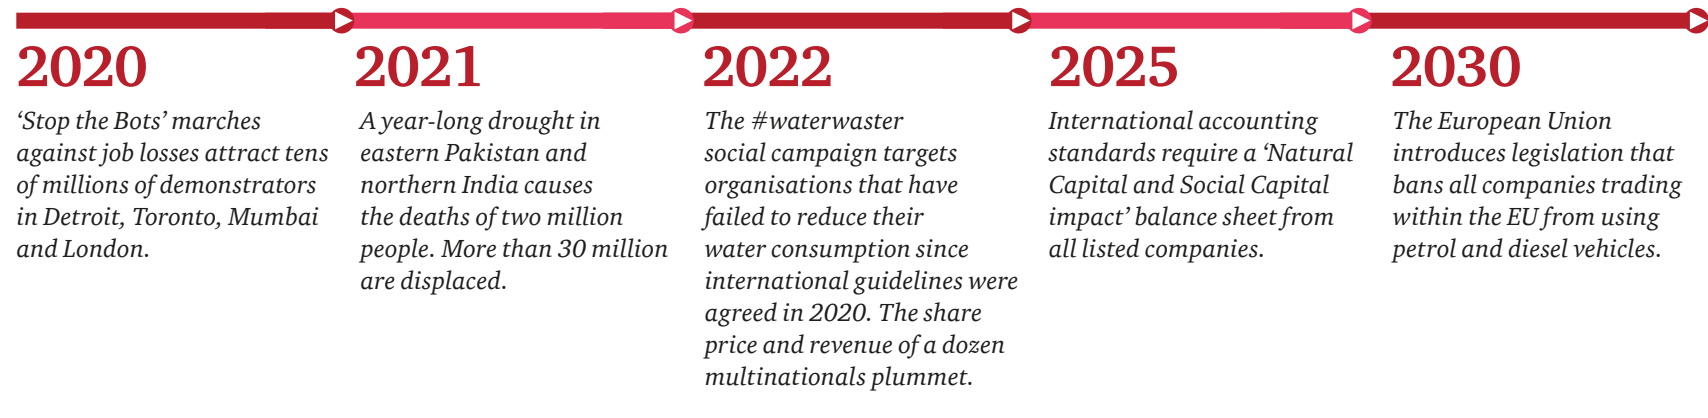 2020
‘Stop the Bots’ marches
against job losses attract tens
of millions of demonstrators
in Detroit, Toronto, Mumbai
and London.
2021
A year-long drought in
eastern Pakistan and
northern India causes
the deaths of two million
people. More than 30 million
are displaced.
2022
The #waterwaster
social campaign targets
organisations that have
failed to reduce their
water consumption since
international guidelines were
agreed in 2020. The share
price and revenue of a dozen
multinationals plummet.
2025
International accounting
standards require a ‘Natural
Capital and Social Capital
impact’ balance sheet from
all listed companies.
2030
The European Union
introduces legislation that
bans all companies trading
within the EU from using
petrol and diesel vehicles.